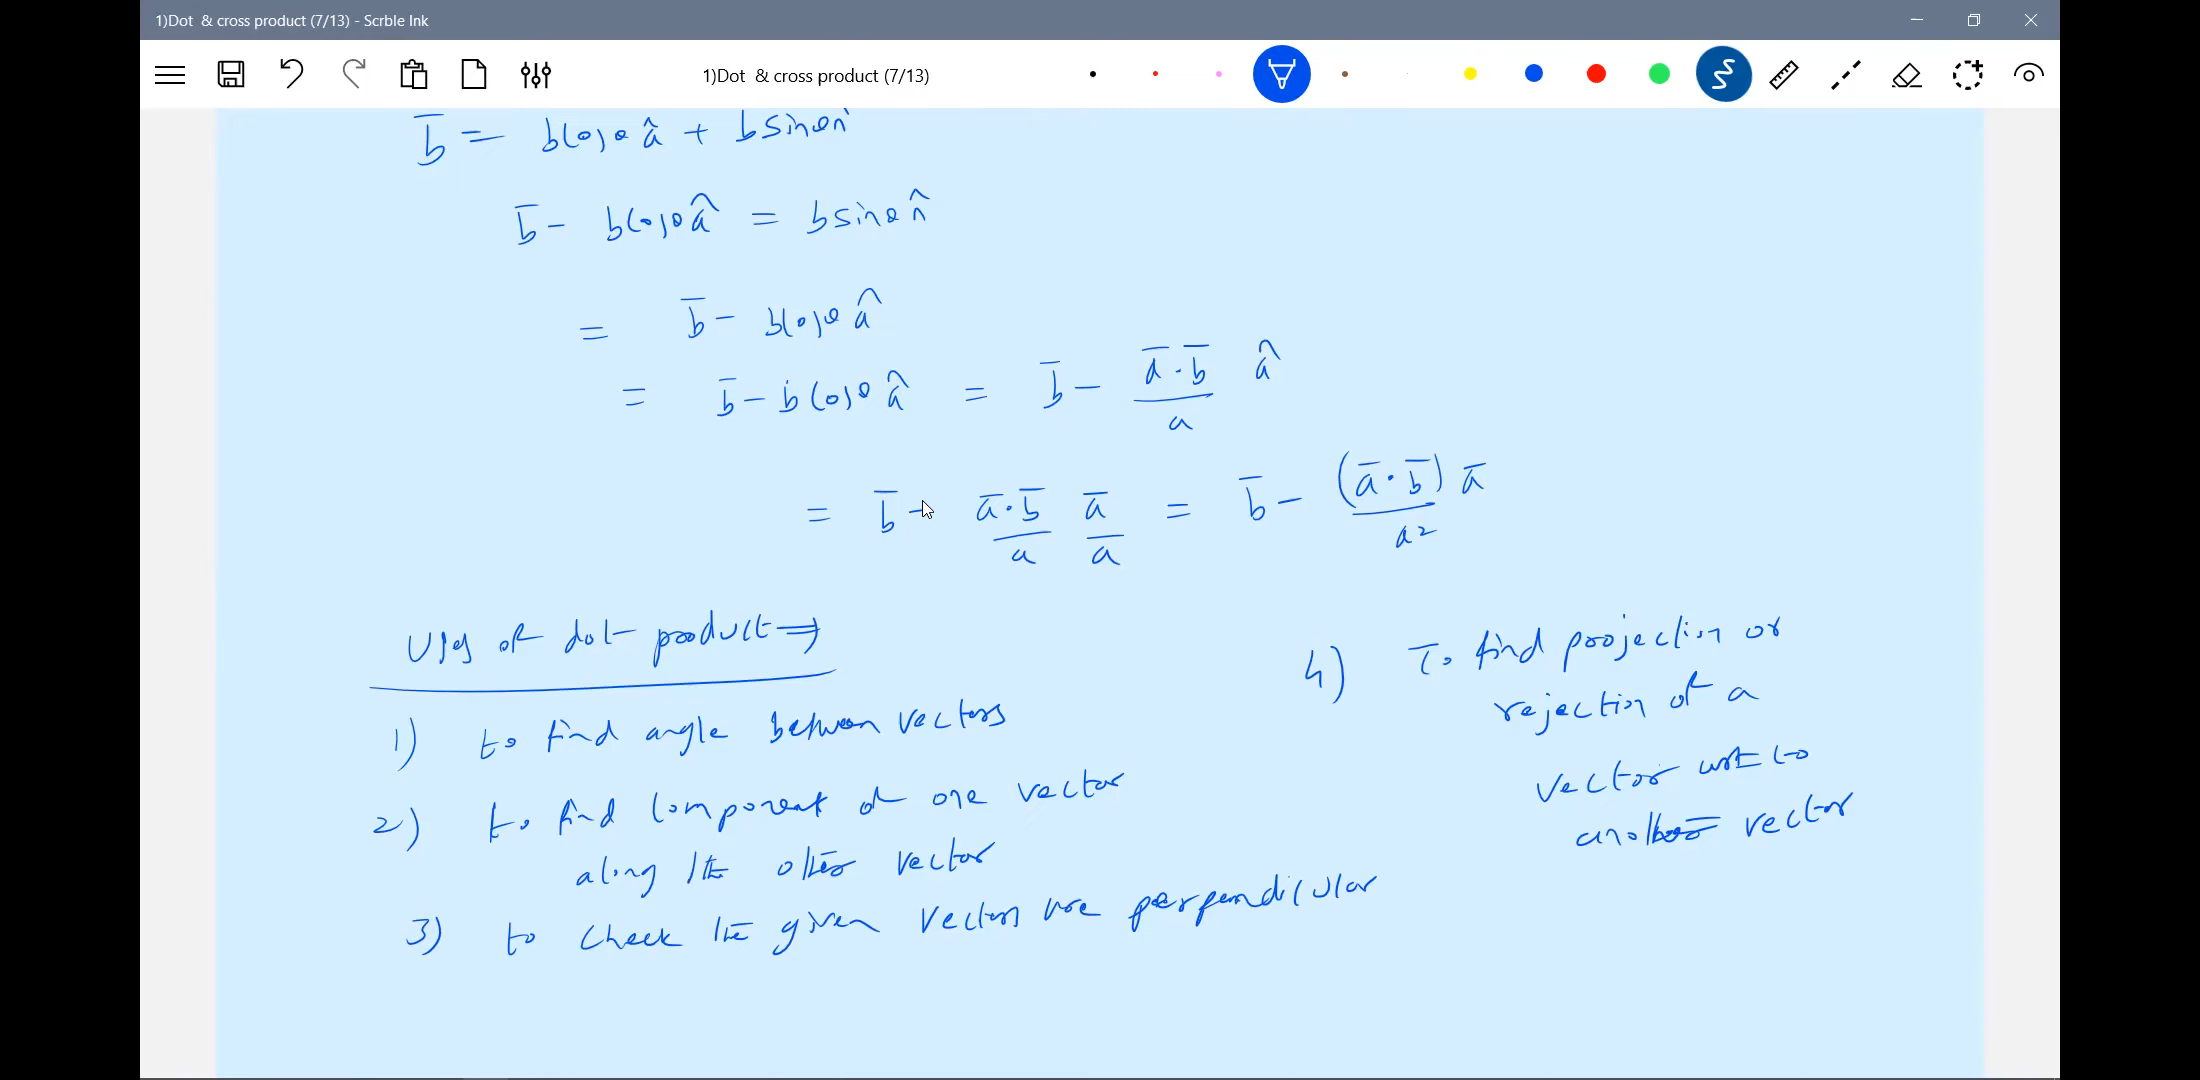 1)Dot & cross product (7/13) - Scrble Ink
1)Dot & cross product (7/13)
b̅ = bcosθ â + bsinθ n̂
b̅ - bcosθ â = bsinθ n̂
= b̅ - bcosθ â
= b̅ - bcosθ â = b̅ - a̅·b̅/a â
= b̅ - a̅·b̅/a a̅/a = b̅ - (a̅·b̅) a̅/a²
Uses of dot product ⇒
1) to find angle between vectors
2) to find component of one vector
along the other vector
3) to check the given vectors are perpendicular
4) To find projection or
rejection of a
vector wrt to
another vector